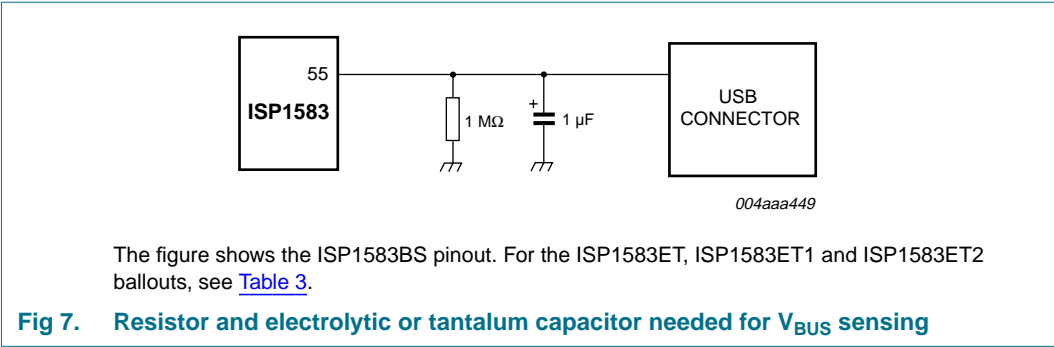 55
ISP1583
1 MΩ
+
1 µF
USB
CONNECTOR
004aaa449
The figure shows the ISP1583BS pinout. For the ISP1583ET, ISP1583ET1 and ISP1583ET2
ballouts, see Table 3.
Fig 7. Resistor and electrolytic or tantalum capacitor needed for VBUS sensing